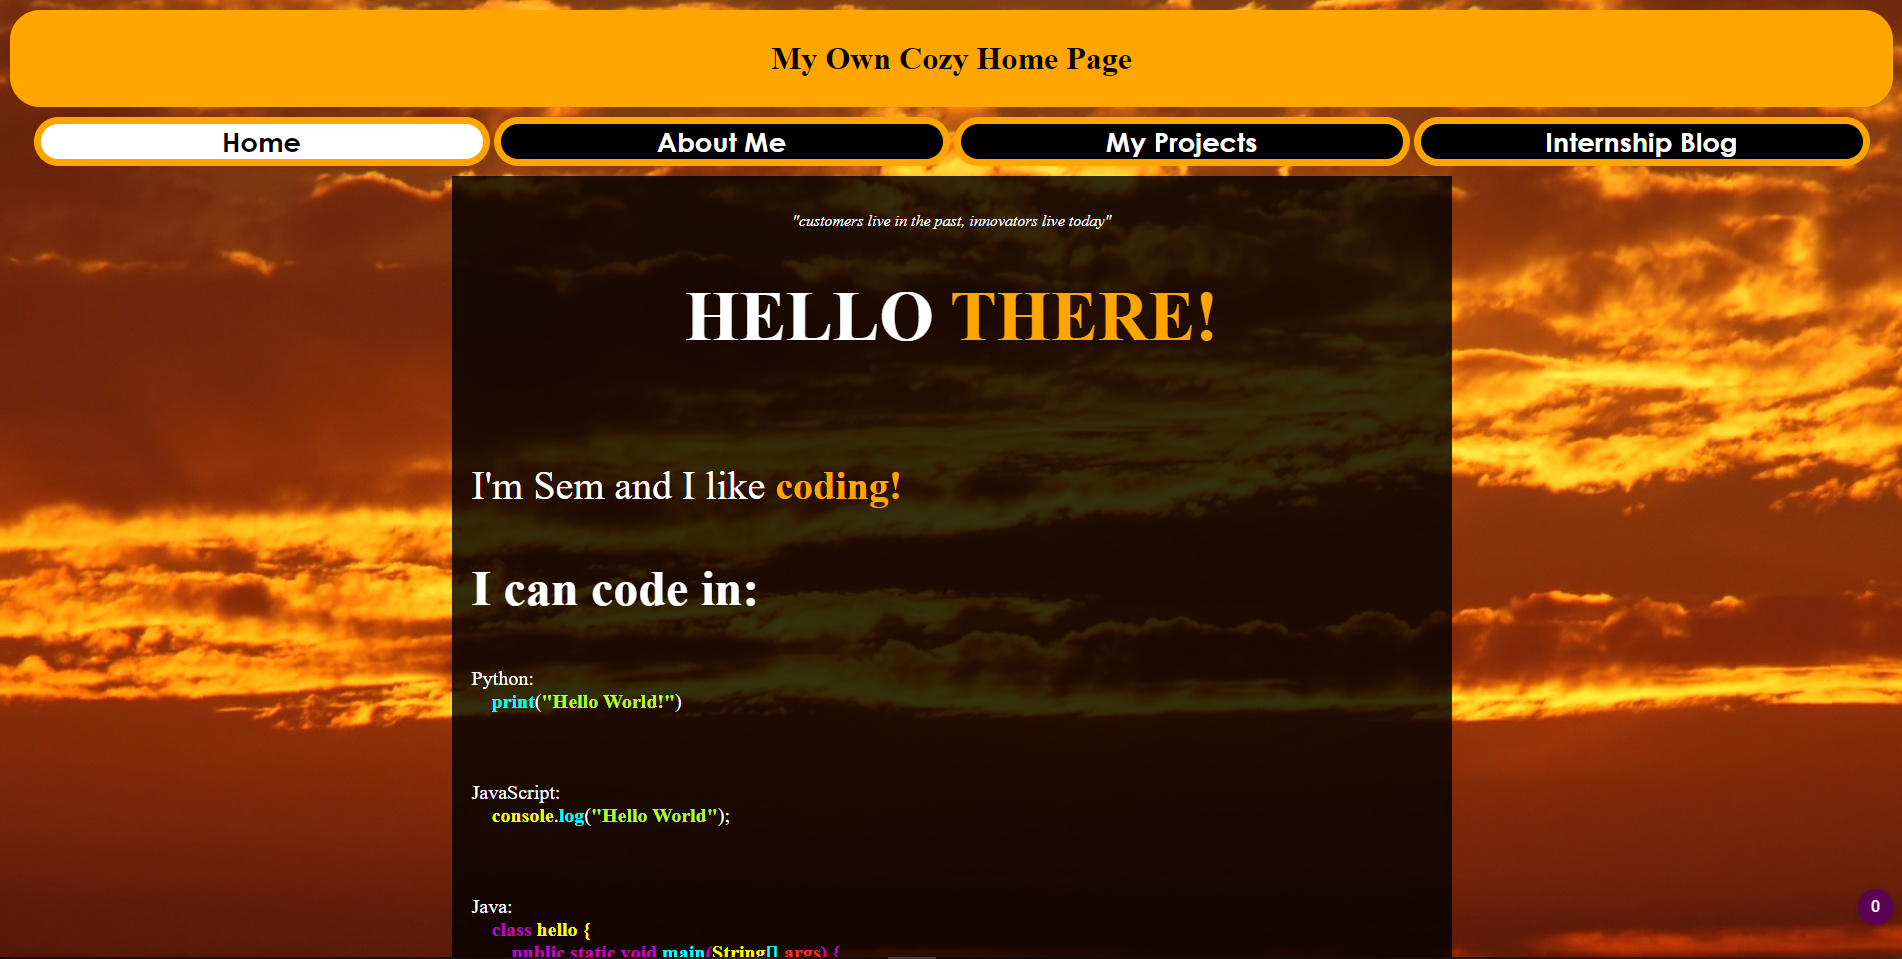 My Own Cozy Home Page
Home About Me My Projects Internship Blog
"customers live in the past, innovators live today"
HELLO THERE!
I'm Sem and I like coding!
I can code in:
Python:
print("Hello World!")
JavaScript:
console.log("Hello World");
Java:
class hello {
public static void main(String[] args) {
0